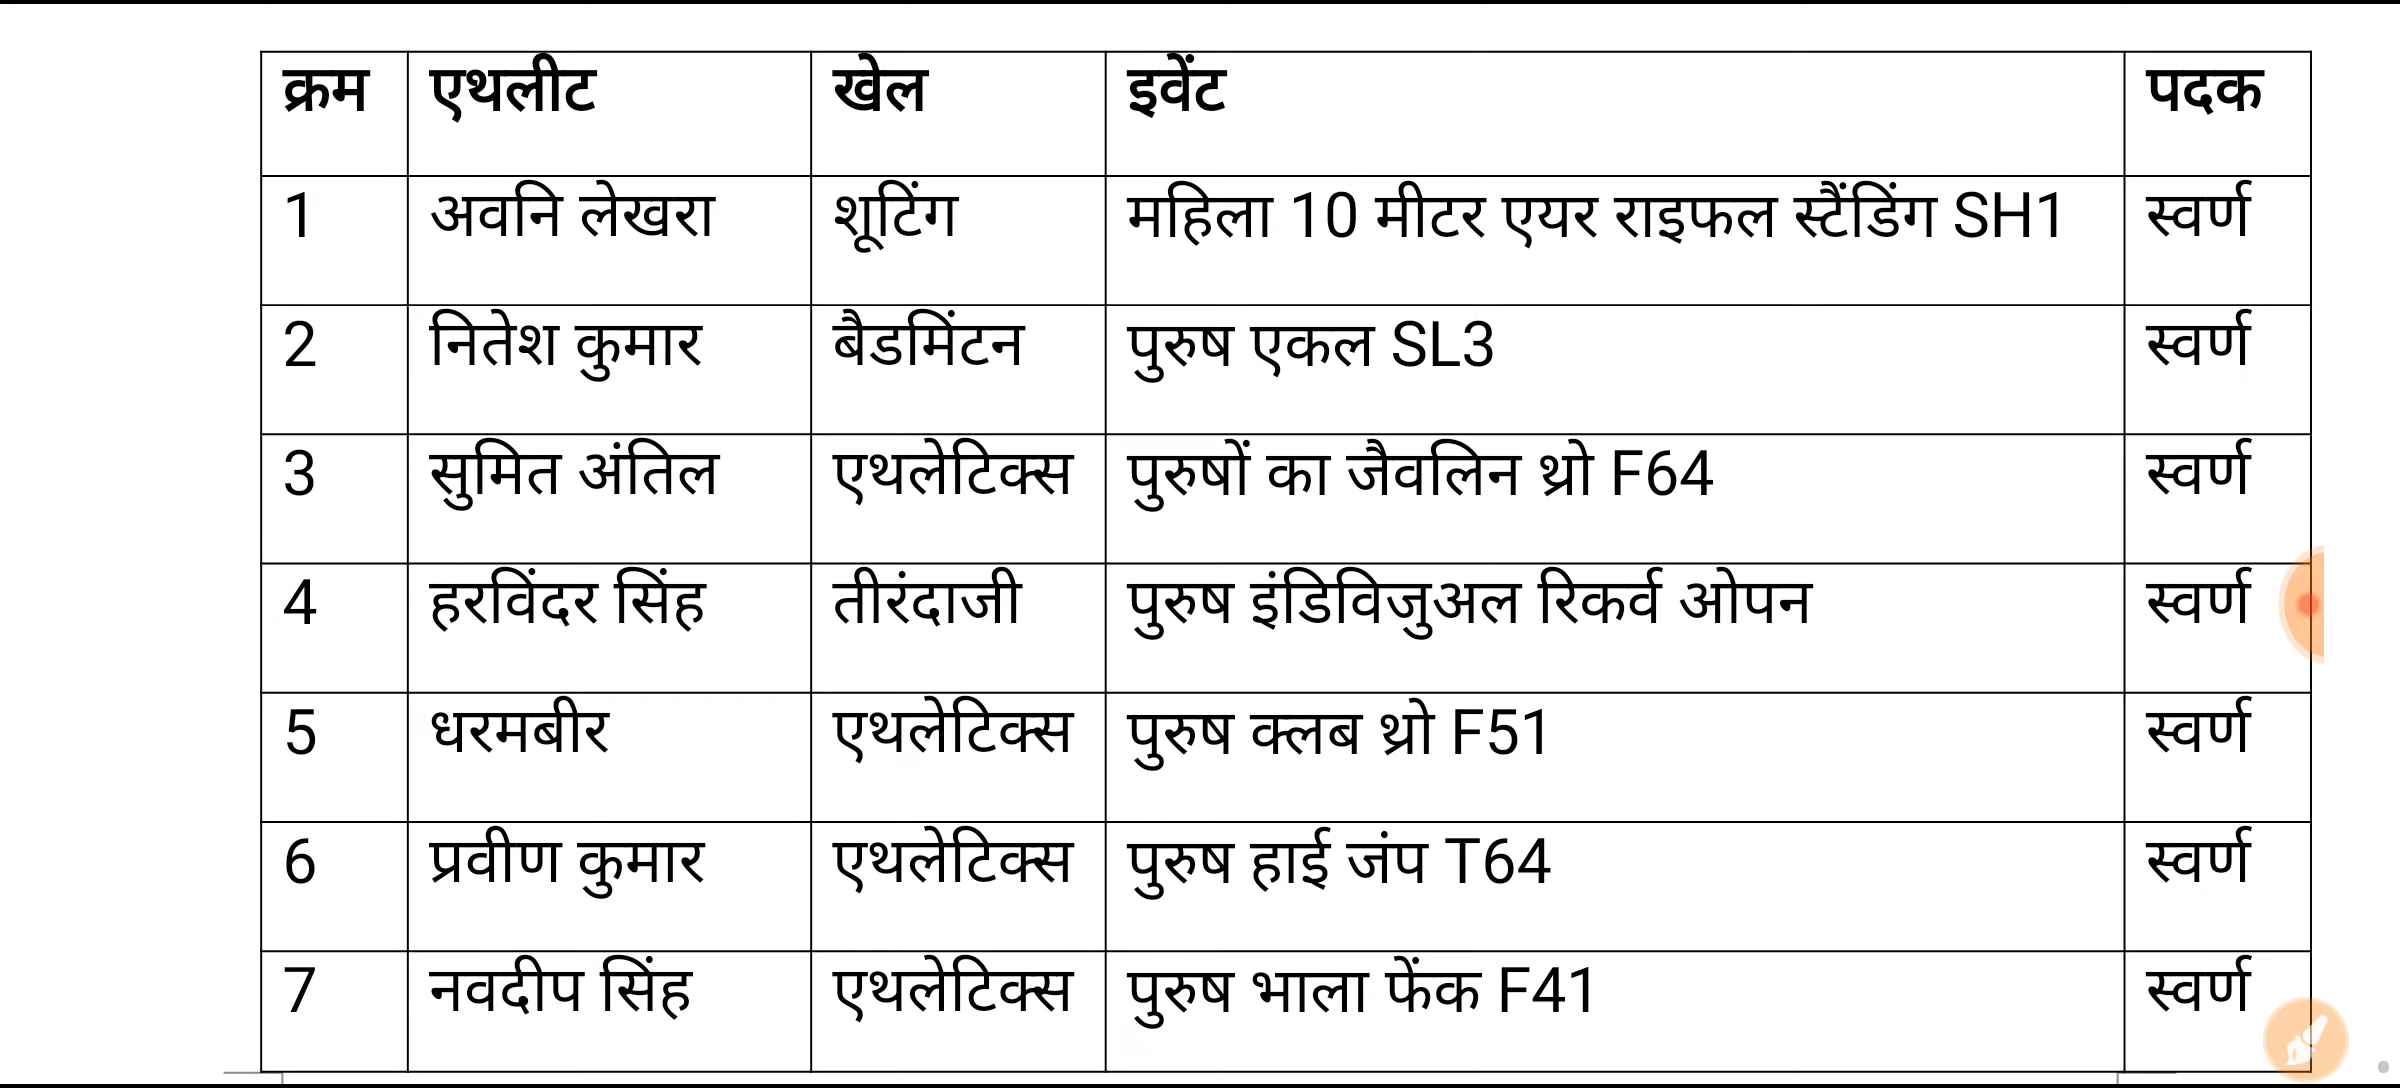 क्रम एथलीट खेल इवेंट पदक
1 अवनि लेखरा शूटिंग महिला 10 मीटर एयर राइफल स्टैंडिंग SH1 स्वर्ण
2 नितेश कुमार बैडमिंटन पुरुष एकल SL3 स्वर्ण
3 सुमित अंतिल एथलेटिक्स पुरुषों का जैवलिन थ्रो F64 स्वर्ण
4 हरविंदर सिंह तीरंदाजी पुरुष इंडिविजुअल रिकर्व ओपन स्वर्ण
5 धरमबीर एथलेटिक्स पुरुष क्लब थ्रो F51 स्वर्ण
6 प्रवीण कुमार एथलेटिक्स पुरुष हाई जंप T64 स्वर्ण
7 नवदीप सिंह एथलेटिक्स पुरुष भाला फेंक F41 स्वर्ण